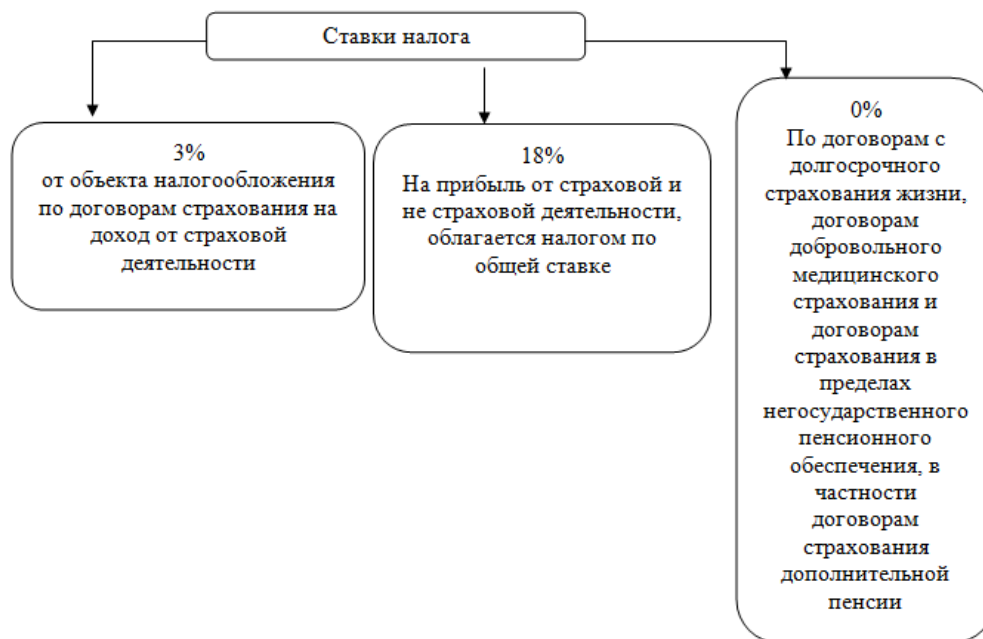 Ставки налога
3%
от объекта налогообложения
по договорам страхования на
доход от страховой
деятельности
18%
На прибыль от страховой и
не страховой деятельности,
облагается налогом по
общей ставке
0%
По договорам с
долгосрочного
страхования жизни,
договорам
добровольного
медицинского
страхования и
договорам
страхования в
пределах
негосударственного
пенсионного
обеспечения, в
частности
договорам
страхования
дополнительной
пенсии